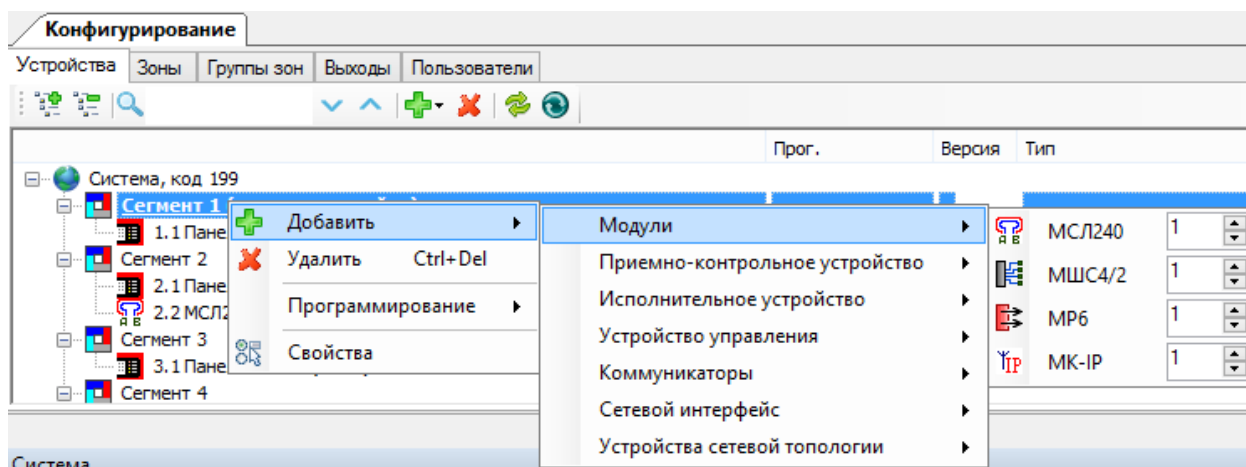 Конфигурирование
Устройства Зоны Группы зон Выходы Пользователи
Прог. Версия Тип
Система, код 199
Сегмент 1
1.1 Пане
Сегмент 2
2.1 Пане
2.2 МСЛ2
Сегмент 3
3.1 Пане
Сегмент 4
Добавить
Удалить Ctrl+Del
Программирование
Свойства
Модули
Приемно-контрольное устройство
Исполнительное устройство
Устройство управления
Коммуникаторы
Сетевой интерфейс
Устройства сетевой топологии
А В МСЛ240 1
МШС4/2 1
МР6 1
IP МК-IP 1
Система